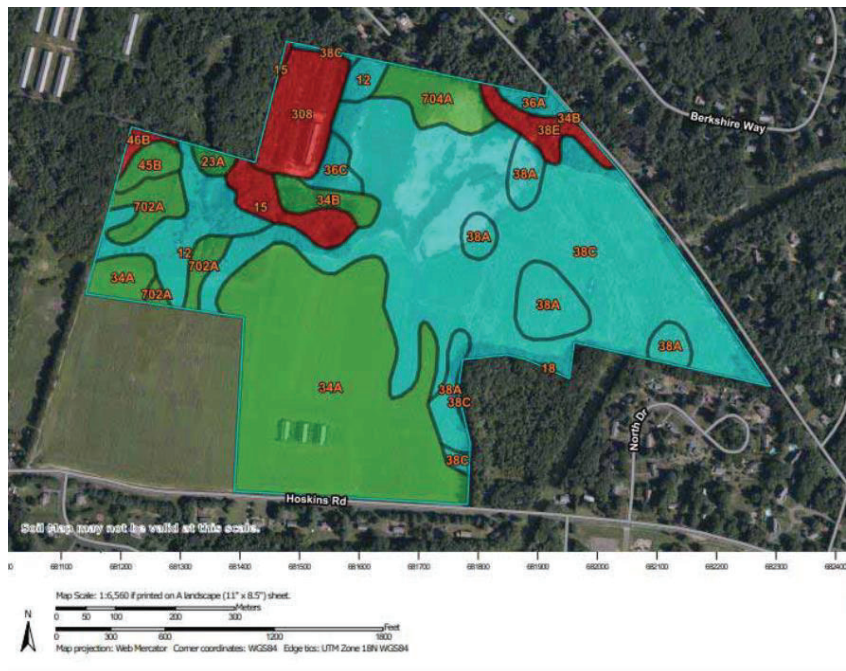 38C
15
12
308
704A
36A
34B
38E
Berkshire Way
46B
45B
23A
36C
38A
702A
15
34B
12
702A
38A
38C
34A
702A
38A
38A
18
34A
38A
38C
North Dr
38C
Hoskins Rd
Soil Map may not be valid at this scale.
0 681100 681200 681300 681400 681500 681600 681700 681800 681900 682000 682100 682200 682300 682400
Map Scale: 1:6,560 if printed on A landscape (11" x 8.5") sheet.
Meters
0 50 100 200 300
N
Feet
0 300 600 1200 1800
Map projection: Web Mercator Corner coordinates: WGS84 Edge tics: UTM Zone 18N WGS84